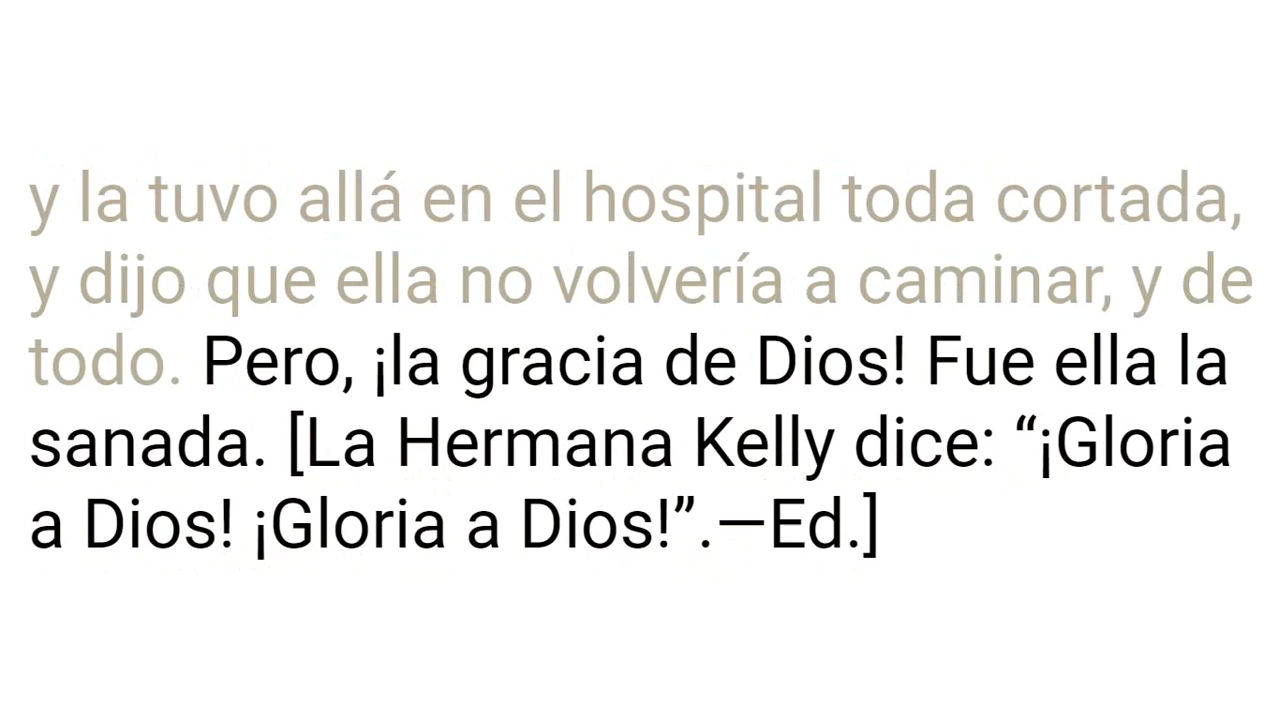 y la tuvo allá en el hospital toda cortada,
y dijo que ella no volvería a caminar, y de
todo. Pero, ¡la gracia de Dios! Fue ella la
sanada. [La Hermana Kelly dice: “¡Gloria
a Dios! ¡Gloria a Dios!”.—Ed.]